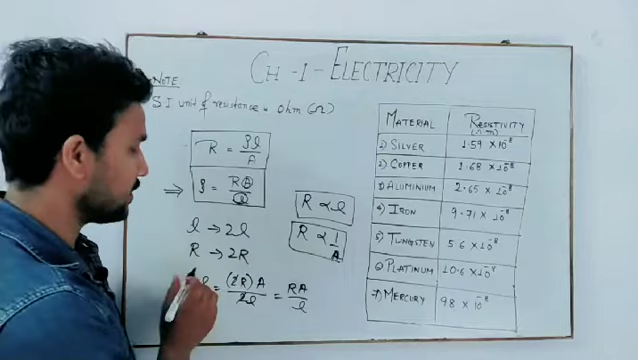 CH - 1 - ELECTRICITY
NOTE
SI unit of resistance = ohm (Ω)
R = ρl/A
⇒ ρ = RA/l
R ∝ l
R ∝ 1/A
l → 2l
R → 2R
ρ = (2R)A/2l = RA/l
MATERIAL RESISTIVITY (Ω m)
1) SILVER 1.59 × 10⁻⁸
2) COPPER 1.68 × 10⁻⁸
3) ALUMINIUM 2.65 × 10⁻⁸
4) IRON 9.71 × 10⁻⁸
5) TUNGSTEN 5.6 × 10⁻⁸
6) PLATINUM 10.6 × 10⁻⁸
7) MERCURY 98 × 10⁻⁸